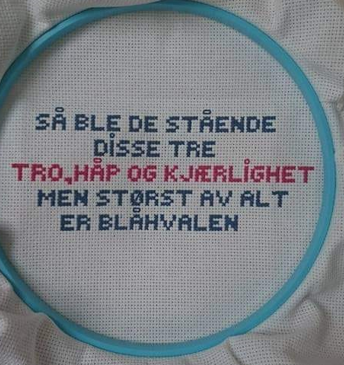 SÅ BLE DE STÅENDE
DISSE TRE
TRO,HÅP OG KJÆRLIGHET
MEN STØRST AV ALT
ER BLÅHVALEN